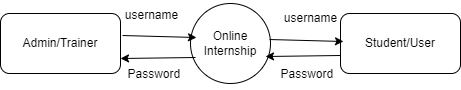 username
username
Admin/Trainer
Online
Internship
Student/User
Password
Password